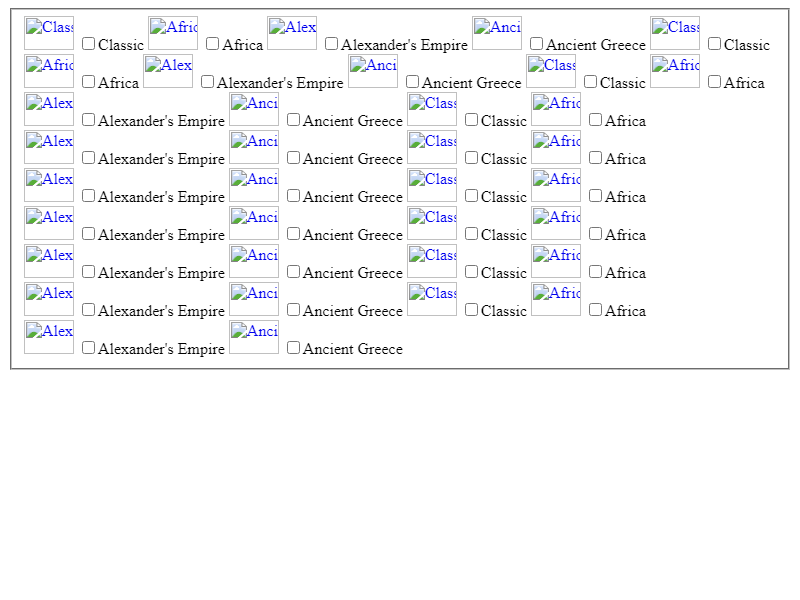 Class Classic Afric Africa Alex Alexander's Empire Anci Ancient Greece Class Classic
Afric Africa Alex Alexander's Empire Anci Ancient Greece Class Classic Afric Africa
Alex Alexander's Empire Anci Ancient Greece Class Classic Afric Africa
Alex Alexander's Empire Anci Ancient Greece Class Classic Afric Africa
Alex Alexander's Empire Anci Ancient Greece Class Classic Afric Africa
Alex Alexander's Empire Anci Ancient Greece Class Classic Afric Africa
Alex Alexander's Empire Anci Ancient Greece Class Classic Afric Africa
Alex Alexander's Empire Anci Ancient Greece Class Classic Afric Africa
Alex Alexander's Empire Anci Ancient Greece